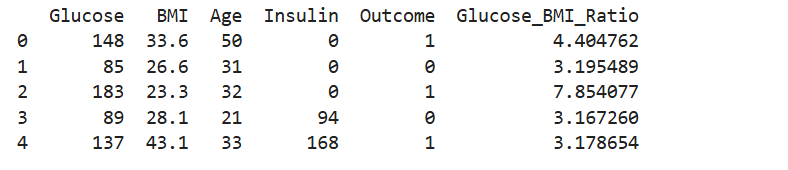 Glucose BMI Age Insulin Outcome Glucose_BMI_Ratio
0 148 33.6 50 0 1 4.404762
1 85 26.6 31 0 0 3.195489
2 183 23.3 32 0 1 7.854077
3 89 28.1 21 94 0 3.167260
4 137 43.1 33 168 1 3.178654